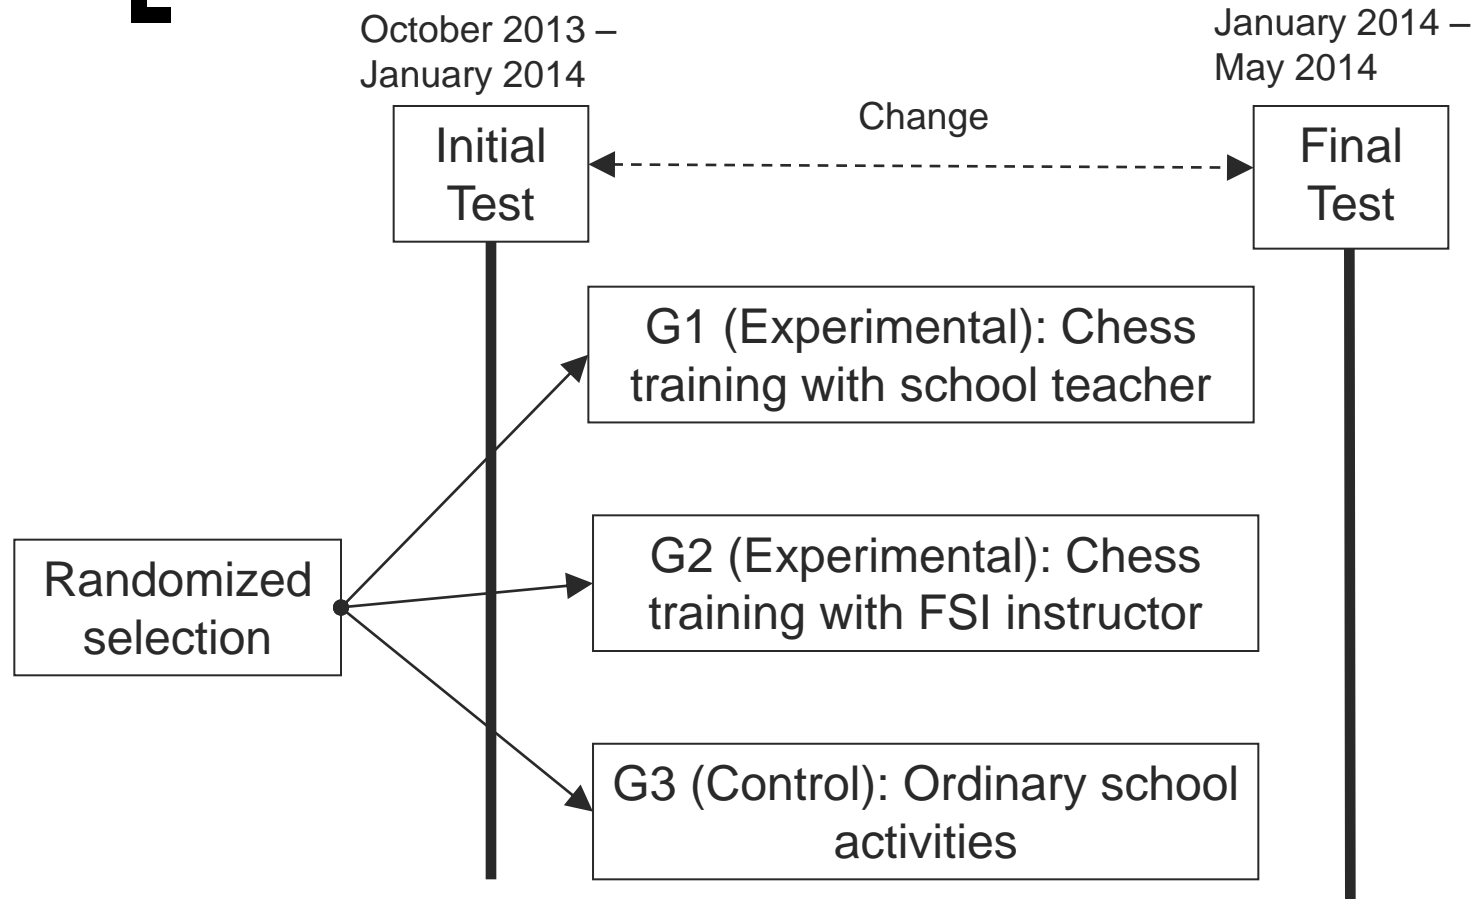 October 2013 –
January 2014
January 2014 –
May 2014
Change
Initial
Test
Final
Test
G1 (Experimental): Chess
training with school teacher
G2 (Experimental): Chess
training with FSI instructor
Randomized
selection
G3 (Control): Ordinary school
activities